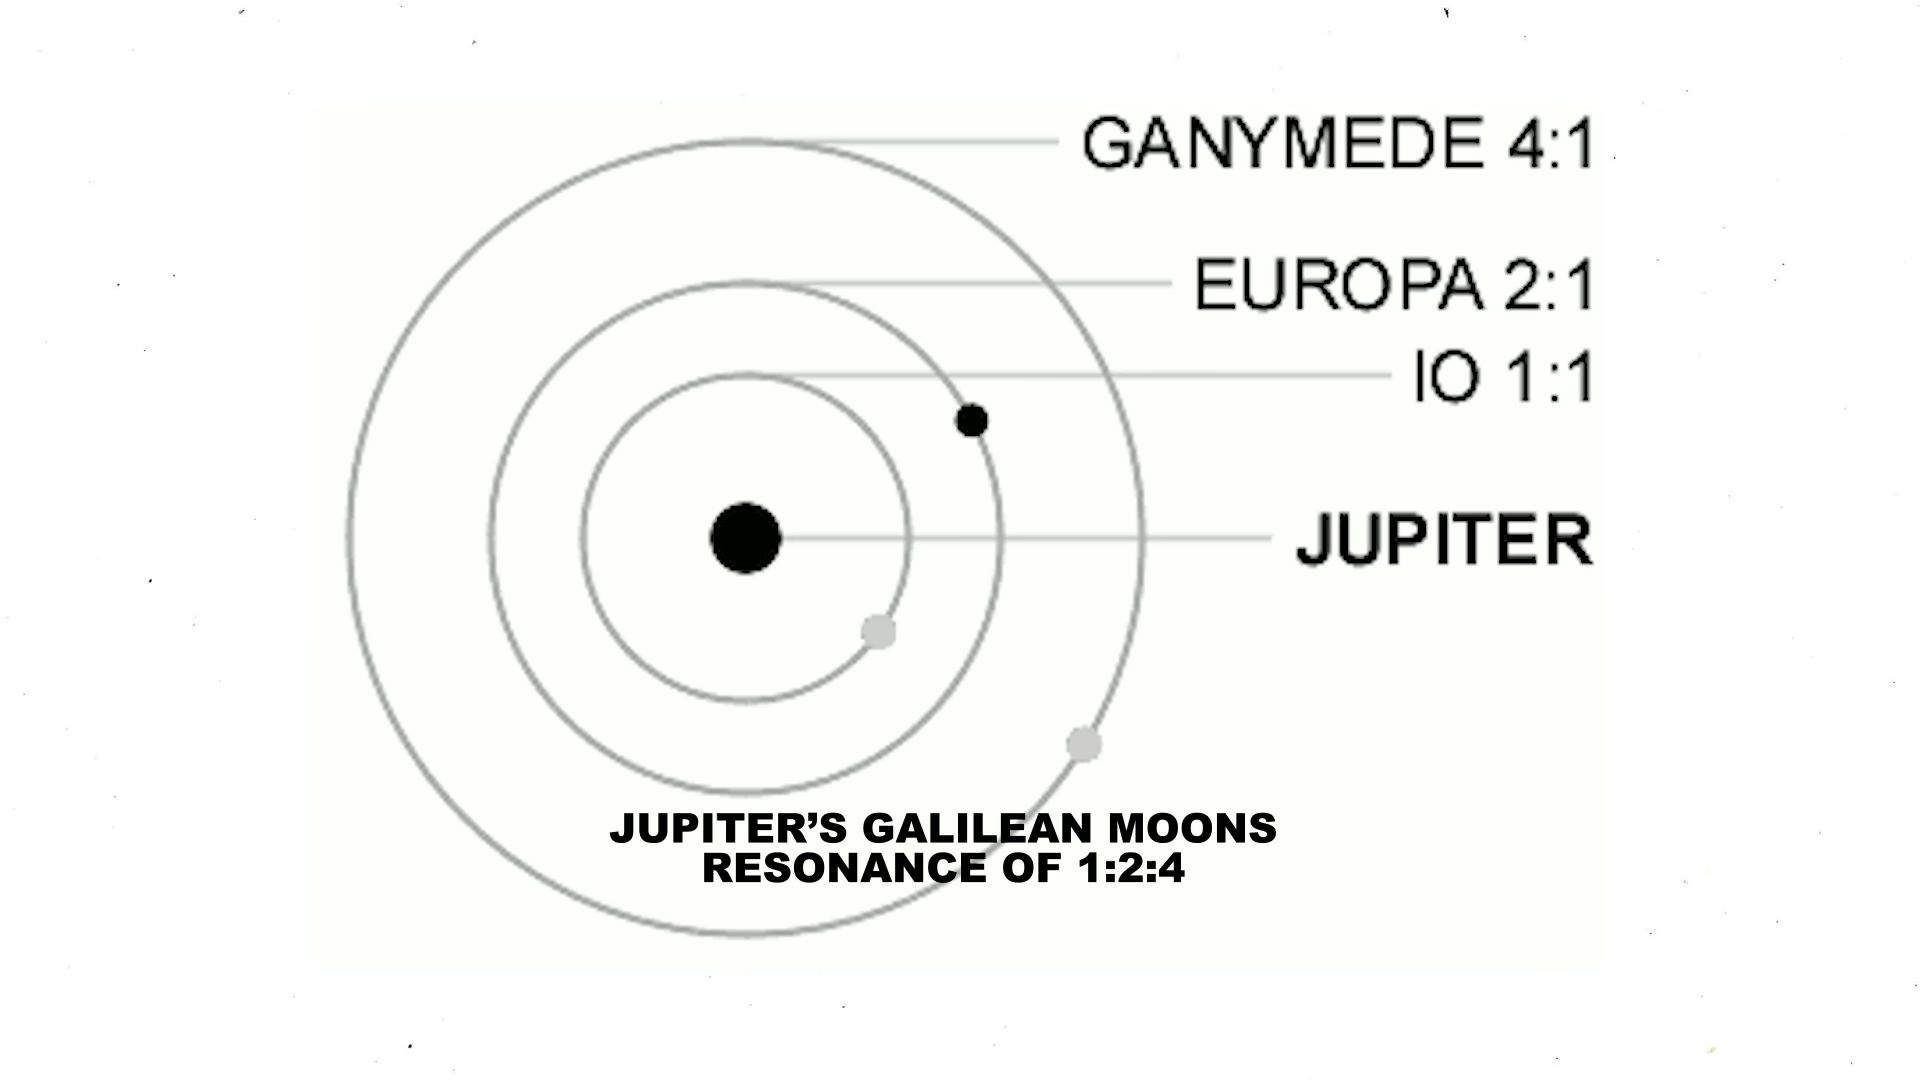 GANYMEDE 4:1
EUROPA 2:1
IO 1:1
JUPITER
JUPITER’S GALILEAN MOONS
RESONANCE OF 1:2:4